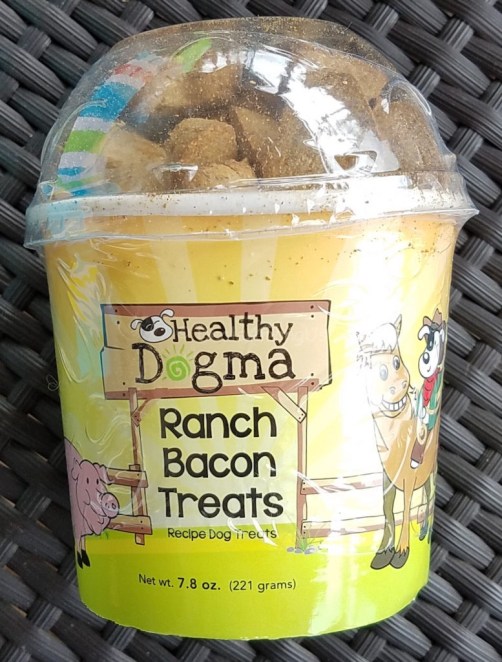 Healthy
Dogma
Ranch
Bacon
Treats
Recipe Dog Treats
Net wt. 7.8 oz. (221 grams)